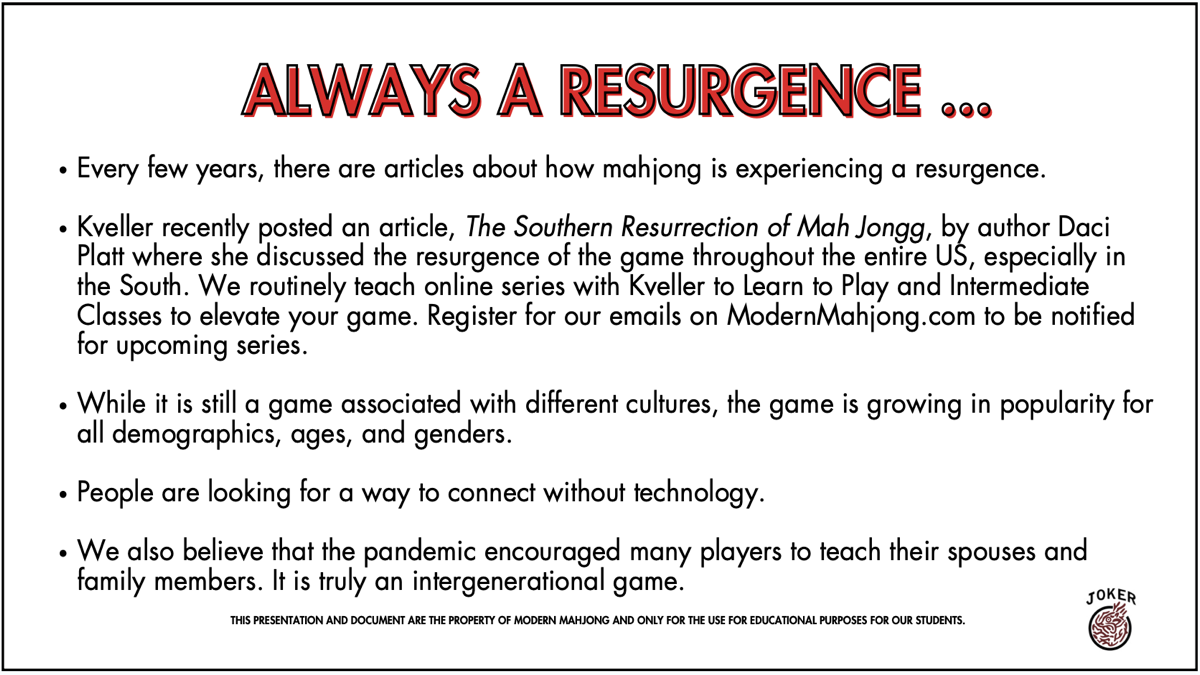 ALWAYS A RESURGENCE ...
• Every few years, there are articles about how mahjong is experiencing a resurgence.
• Kveller recently posted an article, The Southern Resurrection of Mah Jongg, by author Daci
Platt where she discussed the resurgence of the game throughout the entire US, especially in
the South. We routinely teach online series with Kveller to Learn to Play and Intermediate
Classes to elevate your game. Register for our emails on ModernMahjong.com to be notified
for upcoming series.
• While it is still a game associated with different cultures, the game is growing in popularity for
all demographics, ages, and genders.
• People are looking for a way to connect without technology.
• We also believe that the pandemic encouraged many players to teach their spouses and
family members. It is truly an intergenerational game.
THIS PRESENTATION AND DOCUMENT ARE THE PROPERTY OF MODERN MAHJONG AND ONLY FOR THE USE FOR EDUCATIONAL PURPOSES FOR OUR STUDENTS.
JOKER